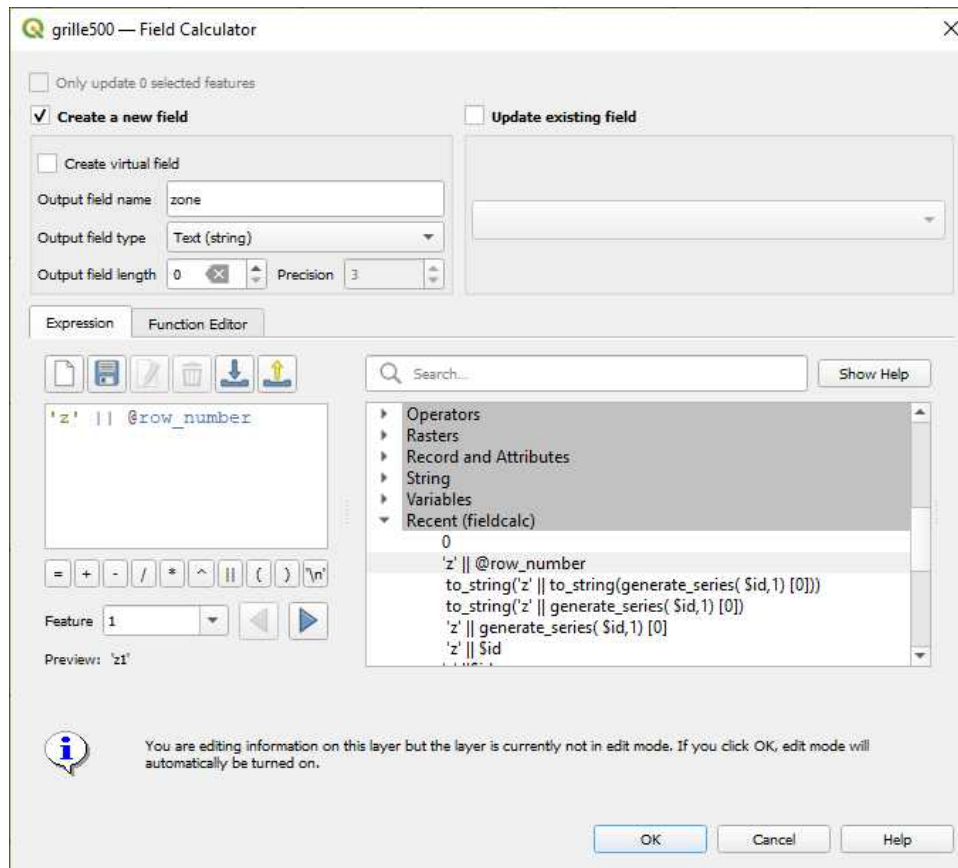 grille500 — Field Calculator
Only update 0 selected features
Create a new field
Update existing field
Create virtual field
Output field name zone
Output field type Text (string)
Output field length 0 Precision 3
Expression Function Editor
Search... Show Help
'z' || @row_number
Operators
Rasters
Record and Attributes
String
Variables
Recent (fieldcalc)
0
'z' || @row_number
to_string('z' || to_string(generate_series( $id,1) [0]))
to_string('z' || generate_series( $id,1) [0])
'z' || generate_series( $id,1) [0]
'z' || $id
= + - / * ^ || ( ) '\n'
Feature 1
Preview: 'z1'
You are editing information on this layer but the layer is currently not in edit mode. If you click OK, edit mode will
automatically be turned on.
OK Cancel Help